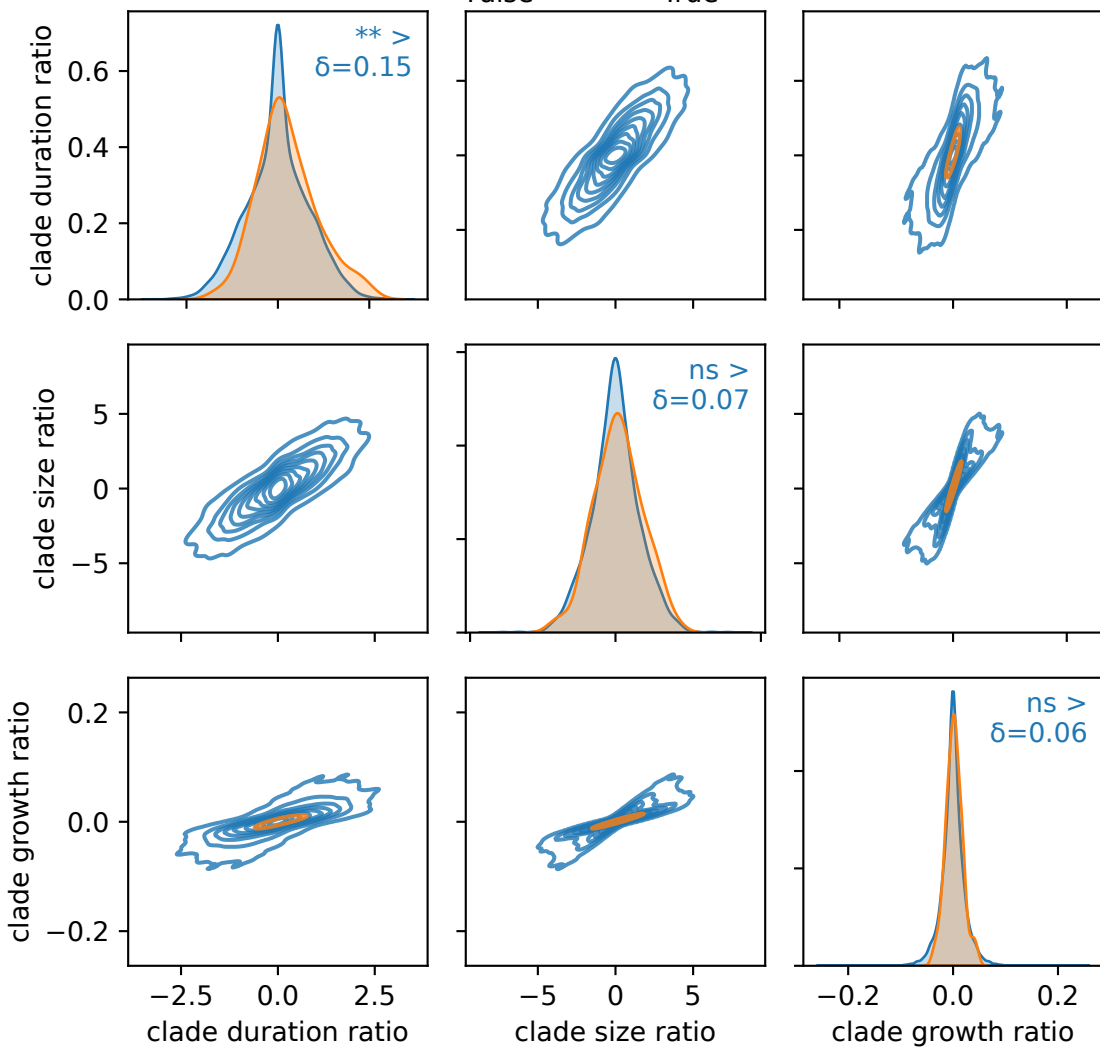 True
clade duration ratio
0.6
0.4
0.2
0.0
** >
δ=0.15
clade size ratio
5
0
−5
ns >
δ=0.07
clade growth ratio
0.2
0.0
−0.2
ns >
δ=0.06
−2.5 0.0 2.5
−5 0 5
−0.2 0.0 0.2
clade duration ratio
clade size ratio
clade growth ratio